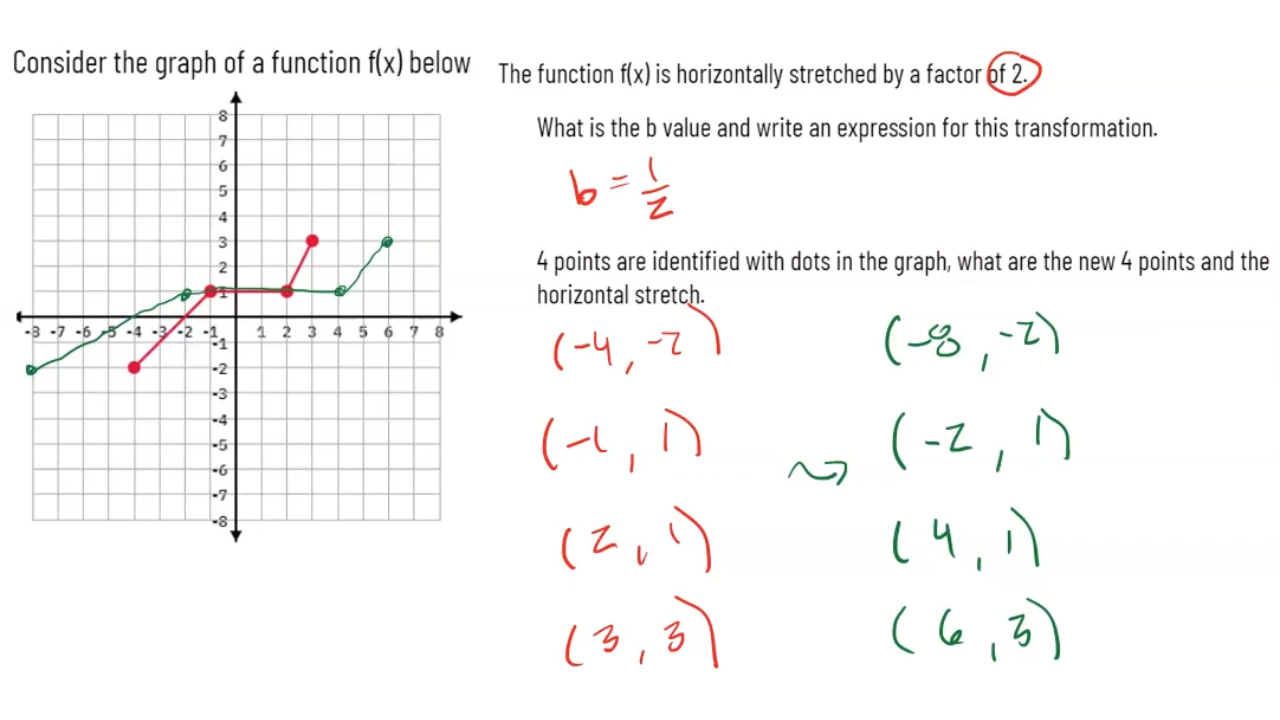 Consider the graph of a function f(x) below
The function f(x) is horizontally stretched by a factor of 2.
What is the b value and write an expression for this transformation.
b = 1/2
4 points are identified with dots in the graph, what are the new 4 points and the
horizontal stretch.
(-4, -2) (-8, -2)
(-1, 1) (-2, 1)
(2, 1) (4, 1)
(3, 3) (6, 3)
8
7
6
5
4
3
2
1
-8 -7 -6 -5 -4 -3 -2 -1 1 2 3 4 5 6 7 8
-1
-2
-3
-4
-5
-6
-7
-8